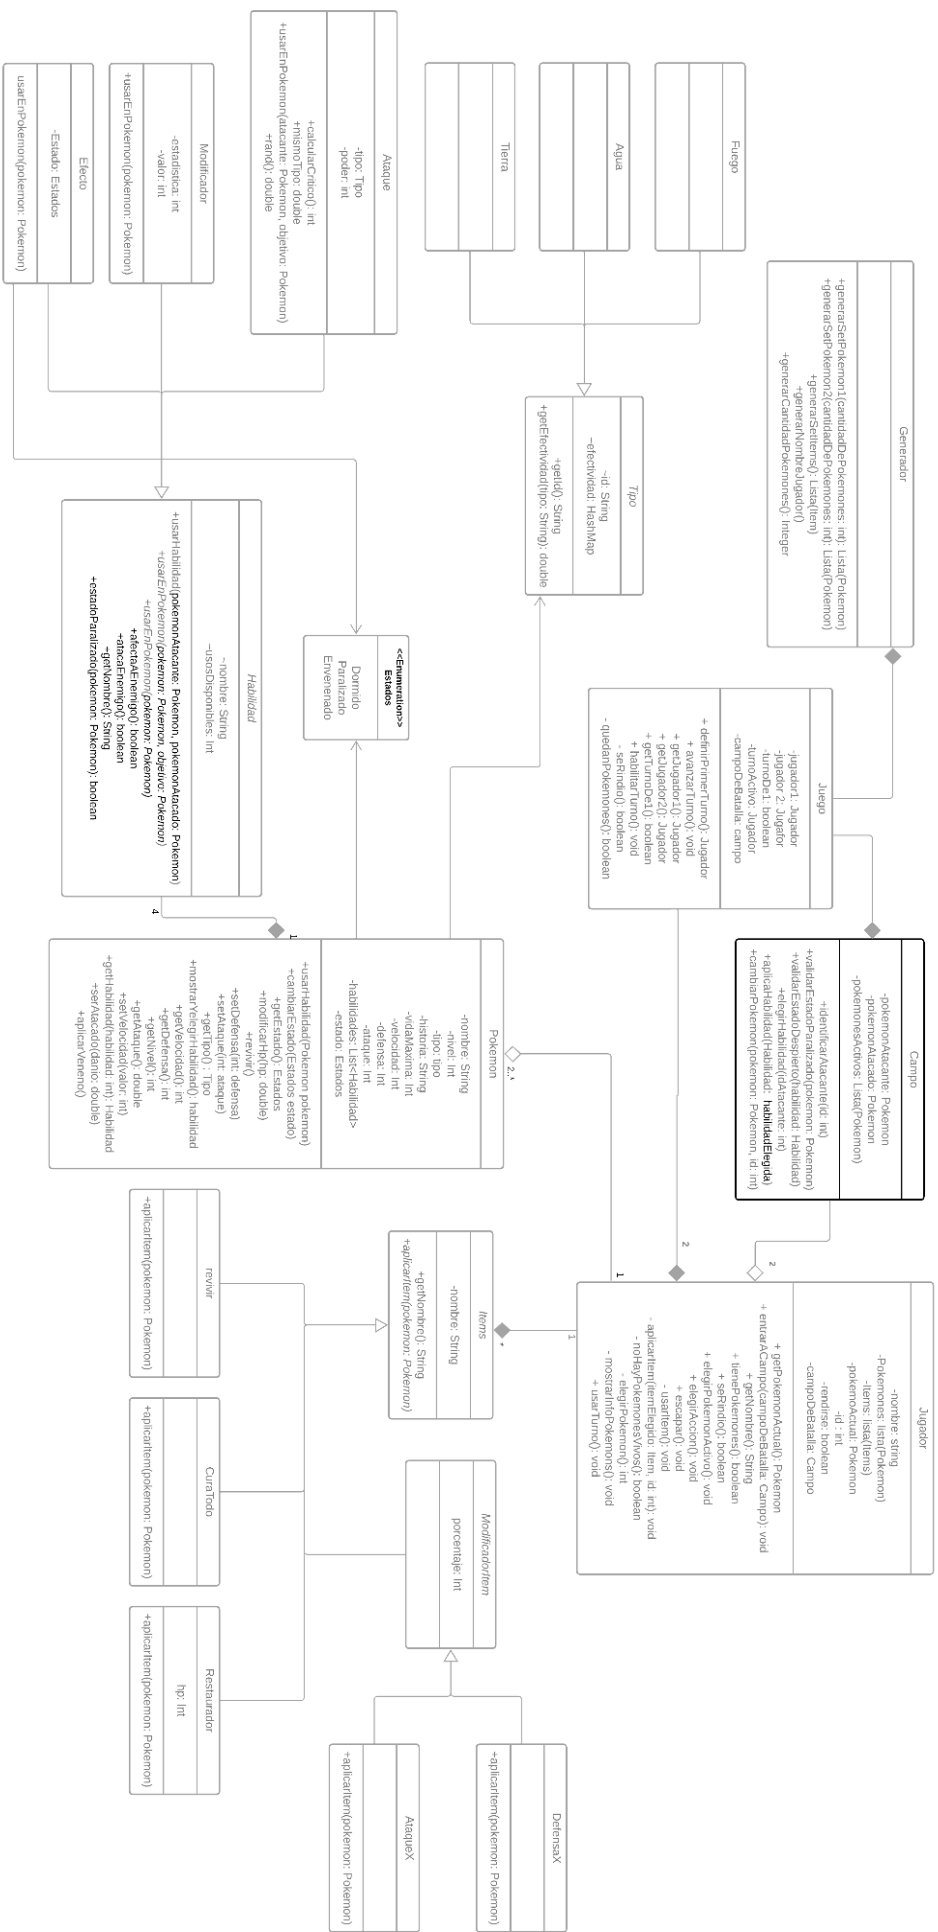 Fuego
Agua
Tierra
Ataque
-tipo: Tipo
-poder: int
+calcularCritico(): int
+mismoTipo: double
+usarEnPokemon(atacante: Pokemon, objetivo: Pokemon)
+rand(): double
Modificador
-estadistica: int
-valor: int
+usarEnPokemon(pokemon: Pokemon)
Efecto
-Estado: Estados
usarEnPokemon(pokemon: Pokemon)
Generador
+generarSetPokemon1(cantidadDePokemones: int): Lista(Pokemon)
+generarSetPokemon2(cantidadDePokemones: int): Lista(Pokemon)
+generarSetItems(): Lista(Item)
+generarNombreJugador()
+generarCantidadPokemones(): Integer
Tipo
~id: String
~efectividad: HashMap
+getId(): String
+getEfectividad(tipo: String): double
Habilidad
~nombre: String
~usosDisponibles: Int
+usarHabilidad(pokemonAtacante: Pokemon, pokemonAtacado: Pokemon)
+usarEnPokemon(pokemon: Pokemon, objetivo: Pokemon)
+usarEnPokemon(pokemon: Pokemon)
+afectaAEnemigo(): boolean
+atacaEnemigo(): boolean
+getNombre(): String
+estadoParalizado(pokemon: Pokemon): boolean
<<Enumeration>>
Estados
Dormido
Paralizado
Envenenado
Juego
-jugador1: Jugador
-jugador 2: Jugafor
-turnoDe1: boolean
-turnoActivo: Jugador
-campoDeBatalla: campo
+ definirPrimerTurno(): Jugador
+ avanzarTurno(): void
+ getJugador1(): Jugador
+ getJugador2(): Jugador
+ getTurnoDe1(): boolean
+ habilitarTurno(): void
- seRindio(): boolean
- quedanPokemones(): boolean
Campo
-pokemonAtacante: Pokemon
-pokemonAtacado: Pokemon
-pokemonesActivos: Lista(Pokemon)
+identificarAtacante(id: int)
+validarEstadoParalizado(pokemon: Pokemon)
+validarEstadoDespierto(habilidad: Habilidad)
+elegirHabilidad(idAtacante: int)
+aplicaHabilidad(Habilidad: habilidadElegida)
+cambiarPokemon(pokemon: Pokemon, id: int)
4
1
Pokemon
-nombre: String
-nivel: Int
-tipo: tipo
-historia: String
-vidaMaxima: Int
-velocidad: Int
-defensa: Int
-ataque: Int
-habilidades: List<Habilidad>
-estado: Estados
+usarHabilidad(Pokemon pokemon)
+cambiarEstado(Estados estado)
+getEstado(): Estados
+modificarHp(hp: double)
+revivir()
+setDefensa(int: defensa)
+setAtaque(int: ataque)
+getTipo() : Tipo
+mostrarYelegirHabilidad(): habilidad
+getVelocidad(): int
+getDefensa(): int
+getNivel(): int
+getAtaque(): double
+setVelocidad(valor: int)
+getHabilidad(habilidad: int): Habilidad
+serAtacado(danio: double)
+aplicarVeneno()
2..*
1
2
2
Jugador
-nombre: string
-Pokemones: lista(Pokemon)
-Items: lista(Items)
-pokemoActual: Pokemon
-id : int
-rendirse: boolean
-campoDeBatalla: Campo
+ getPokemonActual(): Pokemon
+ entrarACampo(campoDeBatalla: Campo): void
+ getNombre(): String
+ tienePokemones(): boolean
+ seRindio(): boolean
+ elegirPokemonActivo(): void
+ elegirAccion(): void
+ escapar(): void
- usarItem(): void
- aplicarItem(itemElegido: Item, id: int): void
- noHayPokemonesVivos(): boolean
- elegirPokemon(): int
- mostrarInfoPokemons(): void
+ usarTurno(): void
1
*
Items
-nombre: String
+getNombre(): String
+aplicarItem(pokemon: Pokemon)
revivir
+aplicarItem(pokemon: Pokemon)
CuraTodo
+aplicarItem(pokemon: Pokemon)
Restaurador
hp: Int
+aplicarItem(pokemon: Pokemon)
ModificadorItem
porcentaje: Int
AtaqueX
+aplicarItem(pokemon: Pokemon)
DefensaX
+aplicarItem(pokemon: Pokemon)